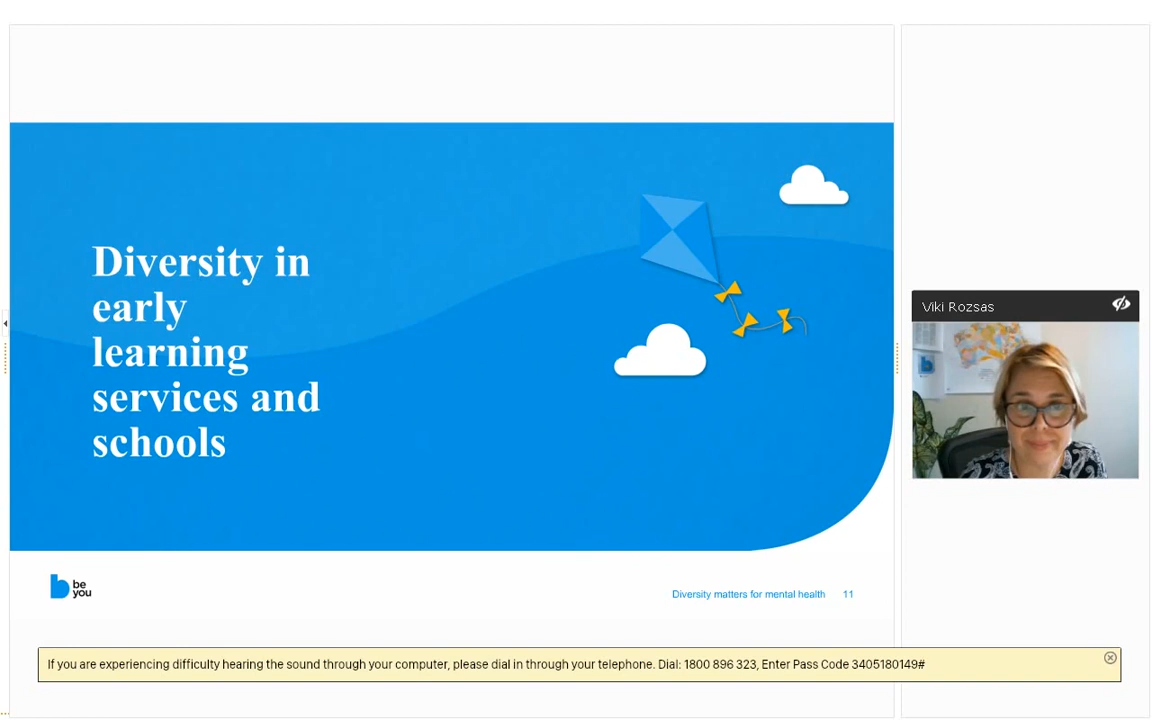 Diversity in
early
learning
services and
schools
Viki Rozsas
be
you
Diversity matters for mental health 11
If you are experiencing difficulty hearing the sound through your computer, please dial in through your telephone. Dial: 1800 896 323, Enter Pass Code 3405180149#